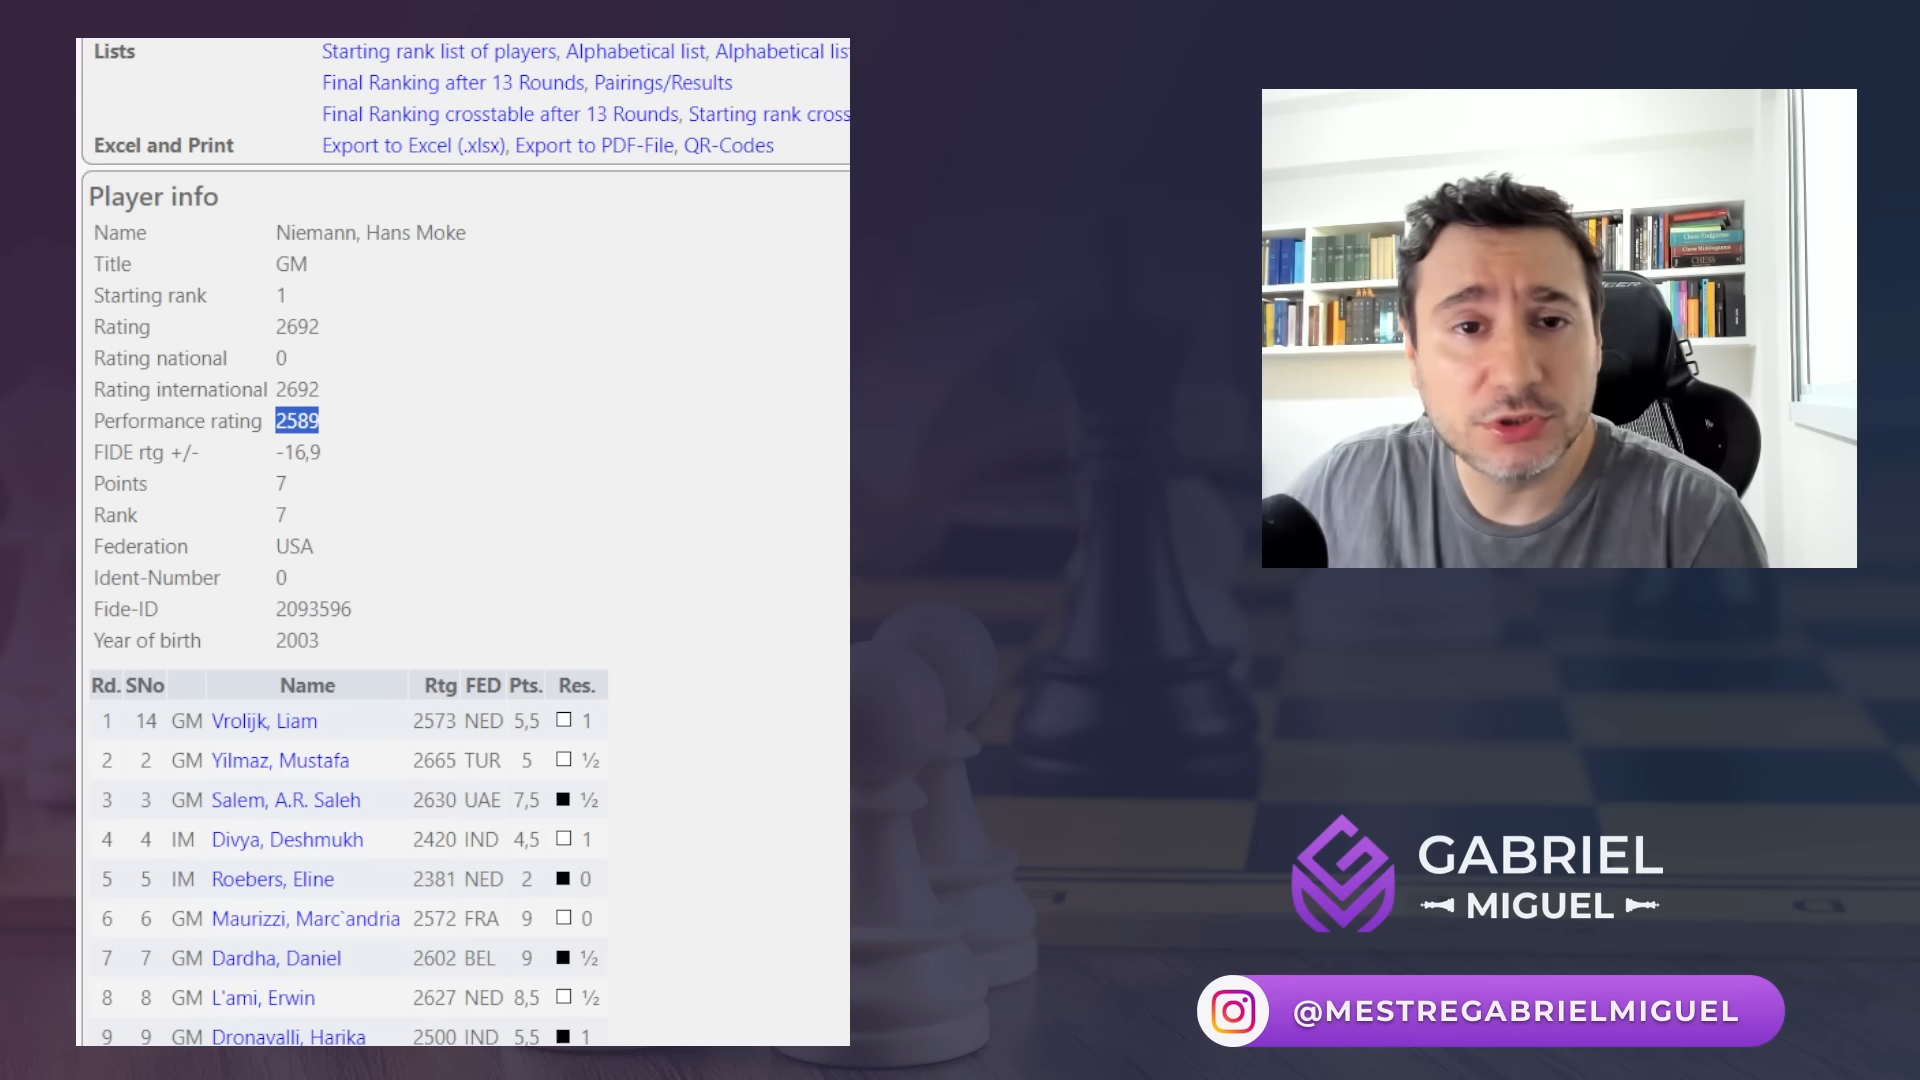 Lists Starting rank list of players, Alphabetical list, Alphabetical lis
Final Ranking after 13 Rounds, Pairings/Results
Final Ranking crosstable after 13 Rounds, Starting rank cross
Excel and Print Export to Excel (.xlsx), Export to PDF-File, QR-Codes
Player info
Name Niemann, Hans Moke
Title GM
Starting rank 1
Rating 2692
Rating national 0
Rating international 2692
Performance rating 2589
FIDE rtg +/- -16,9
Points 7
Rank 7
Federation USA
Ident-Number 0
Fide-ID 2093596
Year of birth 2003
Rd. SNo Name Rtg FED Pts. Res.
1 14 GM Vrolijk, Liam 2573 NED 5,5 1
2 2 GM Yilmaz, Mustafa 2665 TUR 5 ½
3 3 GM Salem, A.R. Saleh 2630 UAE 7,5 ½
4 4 IM Divya, Deshmukh 2420 IND 4,5 1
5 5 IM Roebers, Eline 2381 NED 2 0
6 6 GM Maurizzi, Marc`andria 2572 FRA 9 0
7 7 GM Dardha, Daniel 2602 BEL 9 ½
8 8 GM L'ami, Erwin 2627 NED 8,5 ½
9 9 GM Dronavalli, Harika 2500 IND 5,5 1
Chess Endgames
CHESS
GABRIEL
MIGUEL
@MESTREGABRIELMIGUEL